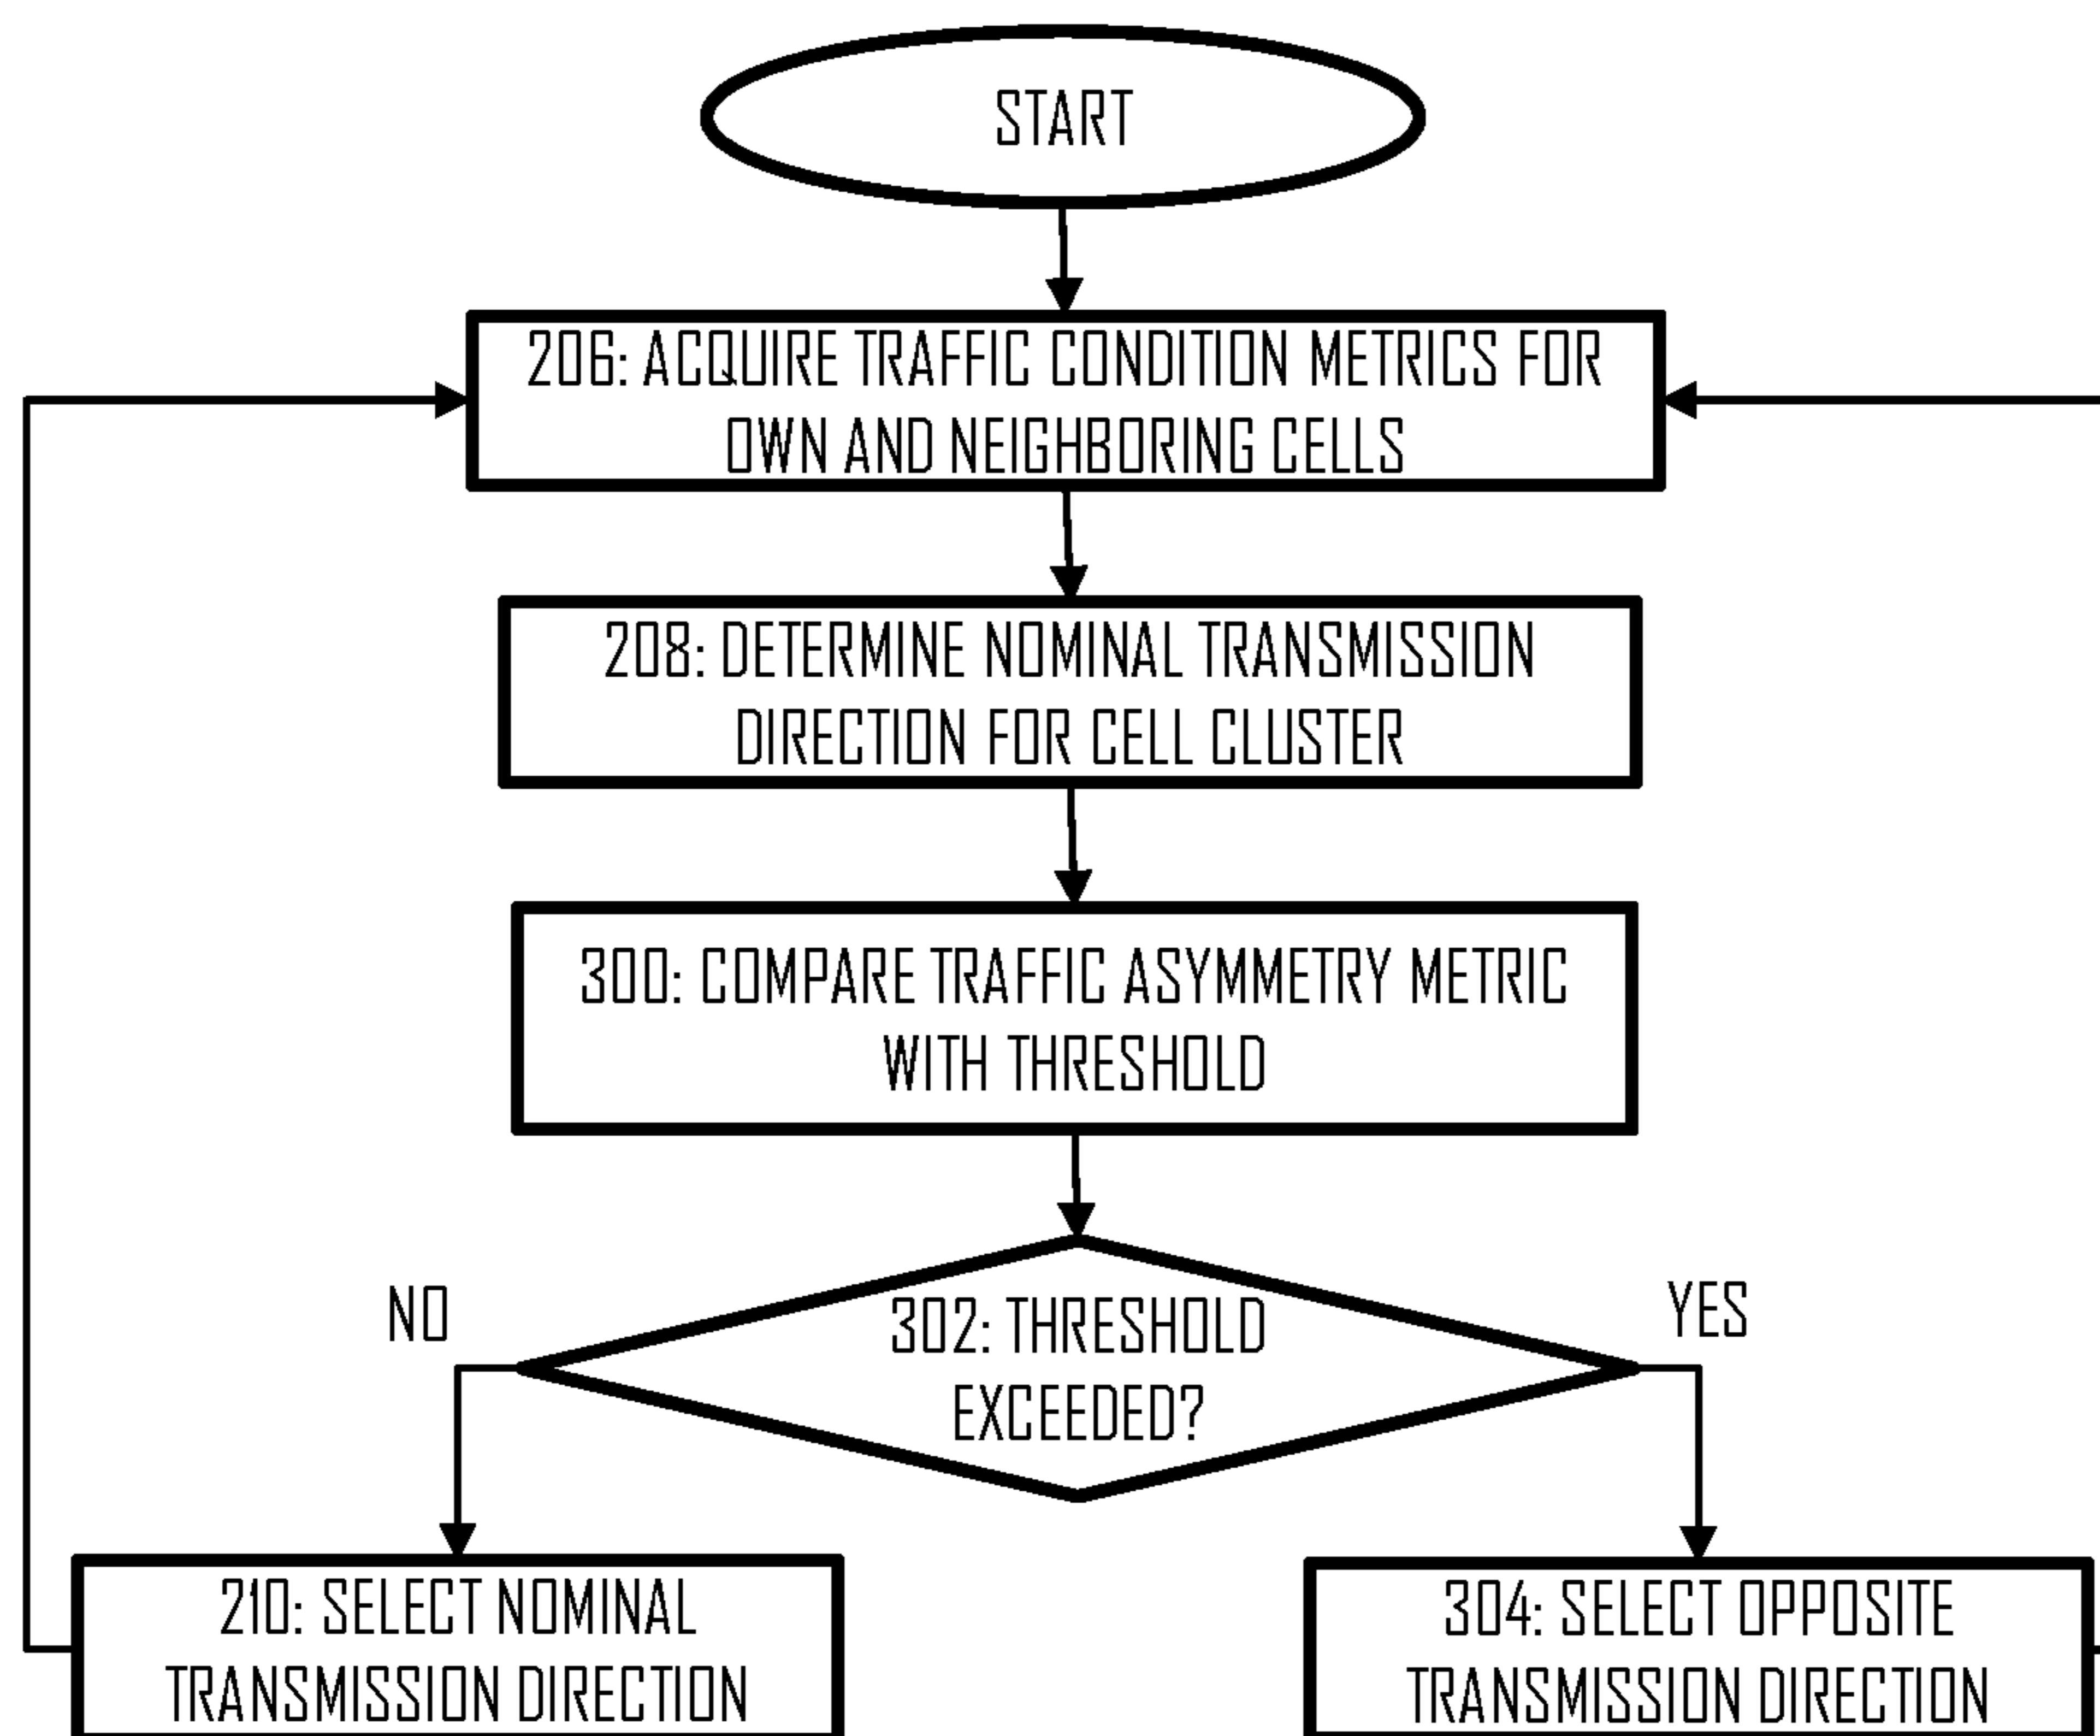 START
206: ACQUIRE TRAFFIC CONDITION METRICS FOR
OWN AND NEIGHBORING CELLS
208: DETERMINE NOMINAL TRANSMISSION
DIRECTION FOR CELL CLUSTER
300: COMPARE TRAFFIC ASYMMETRY METRIC
WITH THRESHOLD
302: THRESHOLD
EXCEEDED?
NO
YES
210: SELECT NOMINAL
TRANSMISSION DIRECTION
304: SELECT OPPOSITE
TRANSMISSION DIRECTION